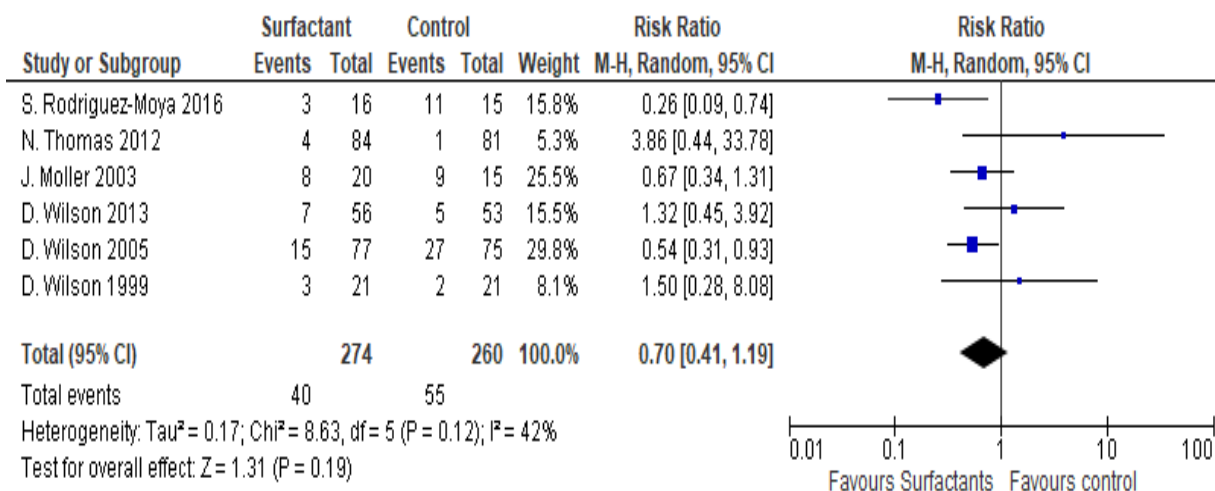 Surfactant Control Risk Ratio Risk Ratio
Study or Subgroup Events Total Events Total Weight M-H, Random, 95% CI M-H, Random, 95% CI
S. Rodriguez-Moya 2016 3 16 11 15 15.8% 0.26 [0.09, 0.74]
N. Thomas 2012 4 84 1 81 5.3% 3.86 [0.44, 33.78]
J. Moller 2003 8 20 9 15 25.5% 0.67 [0.34, 1.31]
D. Wilson 2013 7 56 5 53 15.5% 1.32 [0.45, 3.92]
D. Wilson 2005 15 77 27 75 29.8% 0.54 [0.31, 0.93]
D. Wilson 1999 3 21 2 21 8.1% 1.50 [0.28, 8.08]
Total (95% CI) 274 260 100.0% 0.70 [0.41, 1.19]
Total events 40 55
Heterogeneity: Tau² = 0.17; Chi² = 8.63, df = 5 (P = 0.12); I² = 42%
Test for overall effect: Z = 1.31 (P = 0.19)
0.01 0.1 1 10 100
Favours Surfactants Favours control